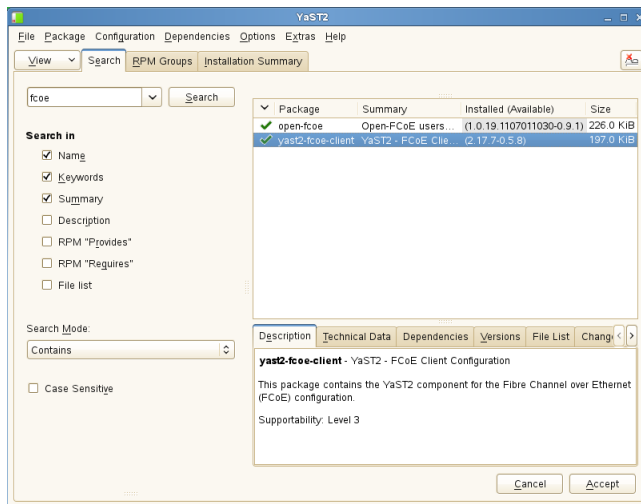 YaST2
File Package Configuration Dependencies Options Extras Help
View Search RPM Groups Installation Summary
fcoe Search
Package Summary Installed (Available) Size
open-fcoe Open-FCoE users... (1.0.19.1107011030-0.9.1) 226.0 KiB
yast2-fcoe-client YaST2 - FCoE Clie... (2.17.7-0.5.8) 197.0 KiB
Search in
Name
Keywords
Summary
Description
RPM "Provides"
RPM "Requires"
File list
Search Mode:
Contains
Case Sensitive
Description Technical Data Dependencies Versions File List Chang
yast2-fcoe-client - YaST2 - FCoE Client Configuration
This package contains the YaST2 component for the Fibre Channel over Ethernet
(FCoE) configuration.
Supportability: Level 3
Cancel Accept